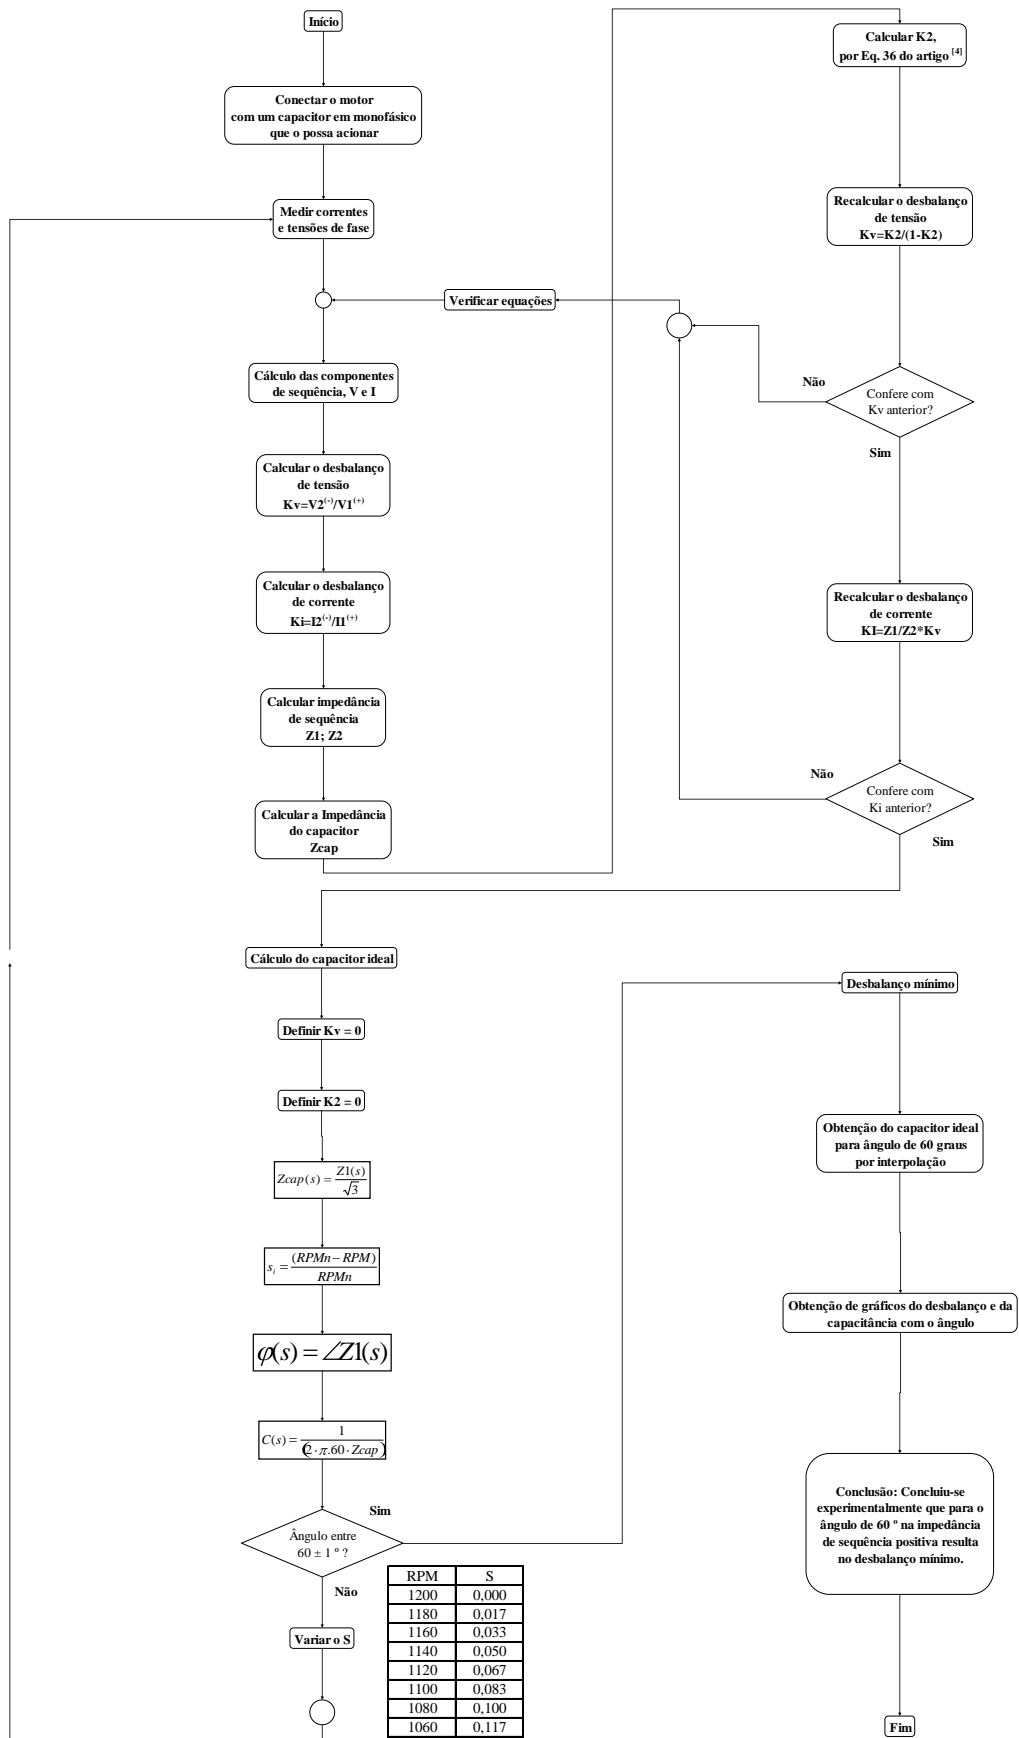 Início
Conectar o motor
com um capacitor em monofásico
que o possa acionar
Medir correntes
e tensões de fase
Verificar equações
Cálculo das componentes
de sequência, V e I
Calcular o desbalanço
de tensão
Kv=V2(-)/V1(+)
Calcular o desbalanço
de corrente
Ki=I2(-)/I1(+)
Calcular impedância
de sequência
Z1; Z2
Calcular a Impedância
do capacitor
Zcap
Calcular K2,
por Eq. 36 do artigo [4]
Recalcular o desbalanço
de tensão
Kv=K2/(1-K2)
Não
Confere com
Kv anterior?
Sim
Recalcular o desbalanço
de corrente
KI=Z1/Z2*Kv
Não
Confere com
Ki anterior?
Sim
Cálculo do capacitor ideal
Definir Kv = 0
Definir K2 = 0
Zcap(s) = Z1(s) / √3
s_i = (RPMn − RPM) / RPMn
φ(s) = ∠Z1(s)
C(s) = 1 / (2 · π.60 · Zcap)
Sim
Ângulo entre
60 ± 1 º ?
Não
Variar o S
RPM S
1200 0,000
1180 0,017
1160 0,033
1140 0,050
1120 0,067
1100 0,083
1080 0,100
1060 0,117
Desbalanço mínimo
Obtenção do capacitor ideal
para ângulo de 60 graus
por interpolação
Obtenção de gráficos do desbalanço e da
capacitância com o ângulo
Conclusão: Concluiu-se
experimentalmente que para o
ângulo de 60 º na impedância
de sequência positiva resulta
no desbalanço mínimo.
Fim